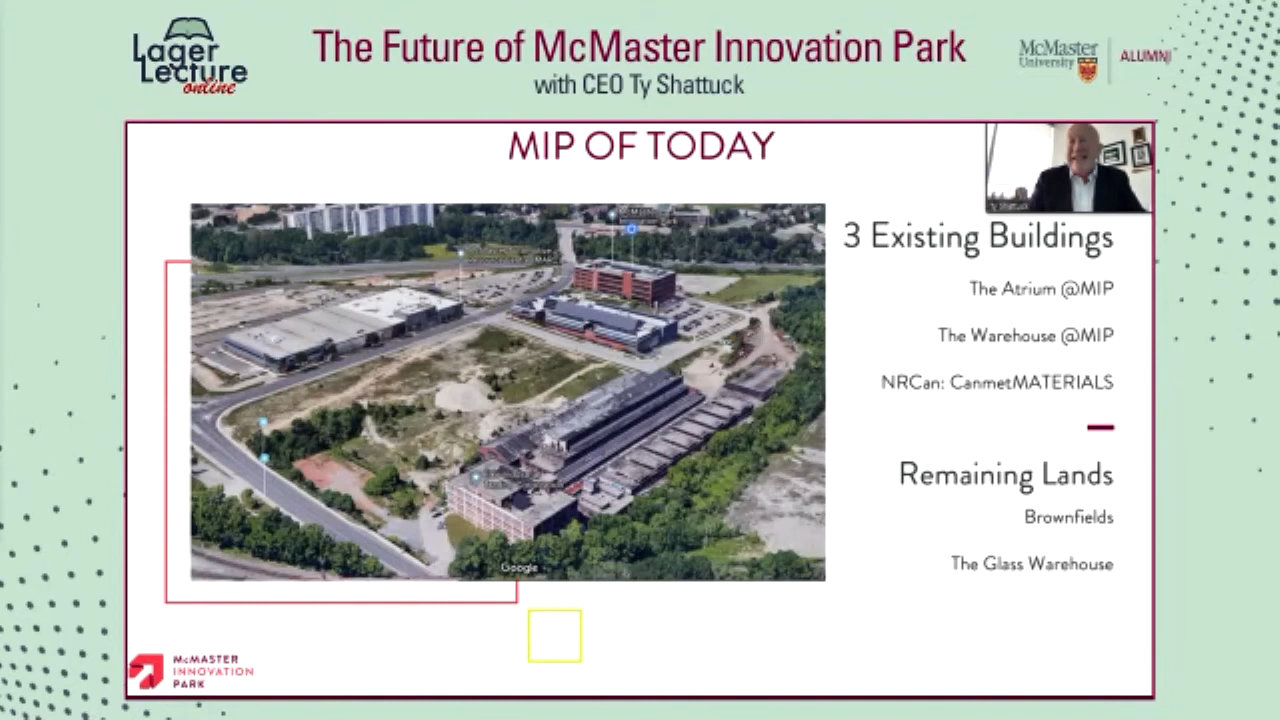 Lager
Lecture
online
The Future of McMaster Innovation Park
with CEO Ty Shattuck
McMaster
University
ALUMNI
MIP OF TODAY
Ty Shattuck
3 Existing Buildings
The Atrium @MIP
The Warehouse @MIP
NRCan: CanmetMATERIALS
Remaining Lands
Brownfields
The Glass Warehouse
Google
McMASTER
INNOVATION
PARK